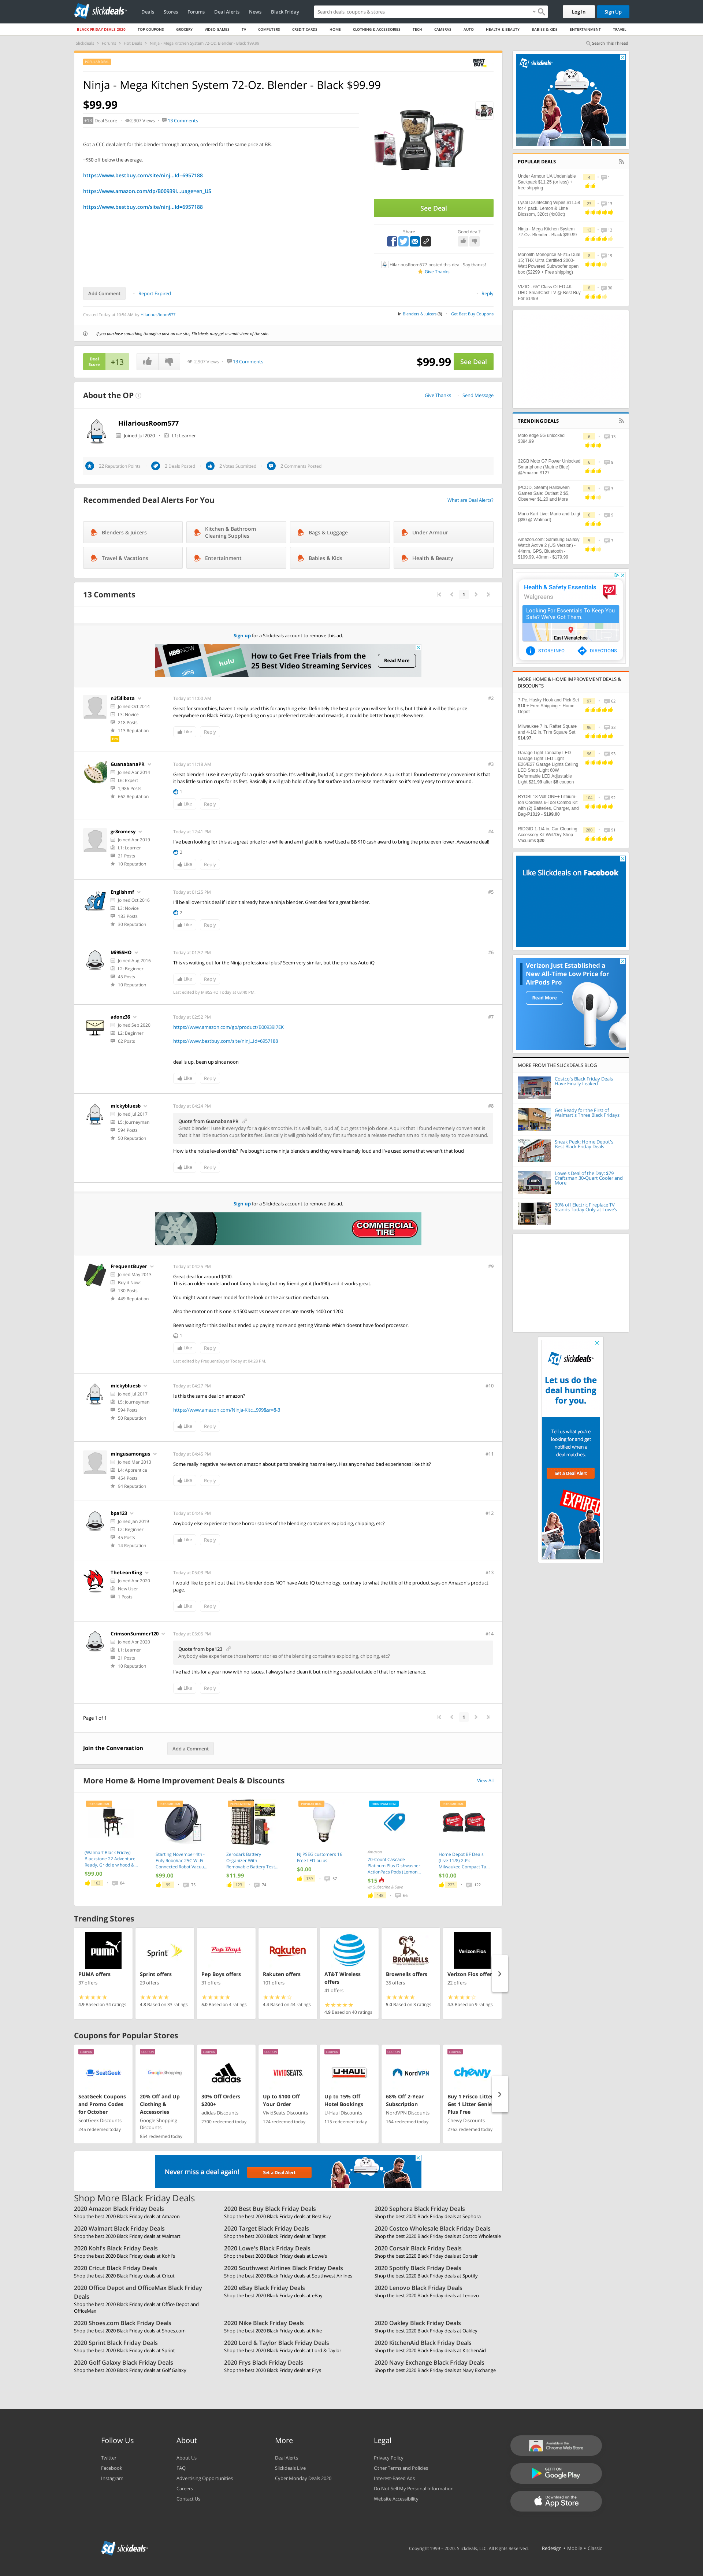 slickdeals
Deals Stores Forums Deal Alerts News Black Friday
Search deals, coupons & stores
Log In Sign Up
BLACK FRIDAY DEALS 2020 TOP COUPONS GROCERY VIDEO GAMES TV COMPUTERS CREDIT CARDS HOME CLOTHING & ACCESSORIES TECH CAMERAS AUTO HEALTH & BEAUTY BABIES & KIDS ENTERTAINMENT TRAVEL
Slickdeals Forums Hot Deals Ninja - Mega Kitchen System 72-Oz. Blender - Black $99.99
Search This Thread
Ninja - Mega Kitchen System 72-Oz. Blender - Black $99.99
$99.99
+13 Deal Score 2,907 Views 13 Comments
Got a CCC deal alert for this blender through amazon, ordered for the same price at BB.
~$50 off below the average.
https://www.bestbuy.com/site/ninj...Id=6957188
https://www.amazon.com/dp/B00939I...uage=en_US
https://www.bestbuy.com/site/ninj...Id=6957188
BEST BUY
See Deal
Share Good deal?
HilariousRoom577 posted this deal. Say thanks!
Give Thanks
Add Comment Report Expired Reply
Created Today at 10:56 AM by HilariousRoom577
in Blenders & Juicers (5) Get Best Buy Coupons
If you purchase something through a post on our site, Slickdeals may get a small share of the sale.
Deal Score +13 2,907 Views 13 Comments $99.99 See Deal
About the OP
Give Thanks Send Message
HilariousRoom577
Joined Jul 2020 L1: Learner
22 Reputation Points 2 Deals Posted 2 Votes Submitted 2 Comments Posted
Recommended Deal Alerts For You
What are Deal Alerts?
Blenders & Juicers
Kitchen & Bathroom Cleaning Supplies
Bags & Luggage
Under Armour
Travel & Vacations
Entertainment
Babies & Kids
Health & Beauty
13 Comments
1
Sign up for a Slickdeals account to remove this ad.
HBO NOW hulu
How to Get Free Trials from the 25 Best Video Streaming Services
Read More
n3f3libata
Joined Oct 2016
L3: Novice
218 Posts
113 Reputation
Pro
Today at 11:00 AM #2
Great for smoothies, haven't really used this for anything else. Definitely the best price you will see for this, but I think it will be this price everywhere on Black Friday. Depending on your preferred retailer and rewards, it could be better bought elsewhere.
Like Reply
GuanabanaPR
Joined Apr 2014
L6: Expert
1,986 Posts
662 Reputation
Today at 11:16 AM #3
Great blender! I use it everyday for a quick smoothie. It's well built, loud af, but gets the job done. A quirk that I found extremely convenient is that it has little suction cups for its feet. Basically it will grab hold of any flat surface and a release mechanism so it's really easy to move around.
1
Like Reply
gr8romesy
Joined Apr 2019
L1: Learner
21 Posts
10 Reputation
Today at 12:41 PM #4
I've been looking for this at a great price for a while and am I glad it is now! Used a BB $10 cash award to bring the price even lower. Awesome deal!
2
Like Reply
Englishmf
Joined Oct 2016
L3: Novice
183 Posts
30 Reputation
Today at 01:25 PM #5
I'll be all over this deal if i didn't already have a ninja blender. Great deal for a great blender.
2
Like Reply
Mi95SHO
Joined Aug 2016
L2: Beginner
45 Posts
10 Reputation
Today at 01:57 PM #6
This vs waiting out for the Ninja professional plus? Seem very similar, but the pro has Auto IQ
Like Reply
Last edited by Mi95SHO Today at 03:48 PM
adonz36
Joined Sep 2020
L2: Beginner
62 Posts
Today at 02:52 PM #7
https://www.amazon.com/gp/product/B00939I7EK
https://www.bestbuy.com/site/ninj...Id=6957188
deal is up, been up since noon
Like Reply
mickybluesb
Joined Jul 2017
L5: Journeyman
594 Posts
50 Reputation
Today at 04:24 PM #8
Quote from GuanabanaPR
Great blender! I use it everyday for a quick smoothie. It's well built, loud af, but gets the job done. A quirk that I found extremely convenient is that it has little suction cups for its feet. Basically it will grab hold of any flat surface and a release mechanism so it's really easy to move around.
How is the noise level on this? I've bought some ninjas blenders while ago but they were insanely loud and I've some that weren't that loud
Like Reply
Sign up for a Slickdeals account to remove this ad.
COMMERCIAL TIRE
FrequentBuyer
Joined May 2013
Buy it Now!
130 Posts
449 Reputation
Today at 04:25 PM #9
Great deal for around $100.
This is an older model and not fancy looking but my friend got it (for$90) and it works great.
You might want newer model for the look or the air suction mechanism.
Also the motor on this one is 1500 watt vs newer ones are mostly 1400 or 1200
Been waiting for this deal but ended up paying more and getting Vitamix Which doesnt have food processor.
1
Like Reply
Last edited by FrequentBuyer Today at 04:28 PM
mickybluesb
Joined Jul 2017
L5: Journeyman
594 Posts
50 Reputation
Today at 04:27 PM #10
Is this the same deal on amazon?
https://www.amazon.com/Ninja-Kitc...999&sr=8-3
Like Reply
mingusamongus
Joined Mar 2013
L4: Apprentice
454 Posts
94 Reputation
Today at 04:45 PM #11
Some really negative reviews on amazon about parts breaking has me leery. Has anyone had bad experiences like this?
Like Reply
bpa123
Joined Jan 2019
L2: Beginner
45 Posts
14 Reputation
Today at 04:46 PM #12
Anybody else experience those horror stories of the blending containers exploding, chipping, etc?
Like Reply
TheLeonKing
Joined Apr 2020
New User
1 Posts
Today at 05:03 PM #13
I would like to point out that this blender does NOT have Auto IQ technology, contrary to what the title of the product says on Amazon's product page.
Like Reply
CrimsonSummer120
Joined Apr 2020
L1: Learner
21 Posts
10 Reputation
Today at 05:05 PM #14
Quote from bpa123
Anybody else experience those horror stories of the blending containers exploding, chipping, etc?
I've had this for a year now with no issues. I always hand clean it but nothing special outside of that for maintenance.
Like Reply
Page 1 of 1
1
Join the Conversation Add a Comment
More Home & Home Improvement Deals & Discounts
View All
(Walmart Black Friday) Blackstone 22 Adventure Ready, Griddle w hood &...
$99.00
Starting November 6th - Eufy RoboVac 25C Wi-Fi Connected Robot Vacuu...
$99.00
Zerodark Battery Organizer With Removable Battery Test...
$11.99
NJ PSEG customers 16 Free LED bulbs
$0.00
Amazon
70-Count Cascade Platinum Plus Dishwasher ActionPacs Pods (Lemon...
$15
w/ Subscribe & Save
Home Depot BF Deals (Live 11/8) 2-Pk Milwaukee Compact Ta...
$10.00
Trending Stores
PUMA offers
37 offers
4.9 Based on 34 ratings
Sprint offers
29 offers
4.8 Based on 33 ratings
Pep Boys offers
31 offers
5.0 Based on 4 ratings
Rakuten offers
101 offers
4.4 Based on 44 ratings
AT&T Wireless offers
41 offers
4.9 Based on 40 ratings
Brownells offers
35 offers
5.0 Based on 3 ratings
Verizon Fios offer
22 offers
4.3 Based on 9 ratings
Coupons for Popular Stores
SeatGeek Coupons and Promo Codes for October
SeatGeek Discounts
245 redeemed today
20% Off and Up Clothing & Accessories
Google Shopping Discounts
854 redeemed today
30% Off Orders $200+
adidas Discounts
2700 redeemed today
Up to $100 Off Your Order
VividSeats Discounts
124 redeemed today
Up to 15% Off Hotel Bookings
U-Haul Discounts
115 redeemed today
68% Off 2-Year Subscription
NordVPN Discounts
164 redeemed today
Buy 1 Frisco Litter Get 1 Litter Genie Plus Free
Chewy Discounts
2762 redeemed today
Never miss a deal again! Set a Deal Alert
Shop More Black Friday Deals
2020 Amazon Black Friday Deals
Shop the best 2020 Black Friday deals at Amazon
2020 Best Buy Black Friday Deals
Shop the best 2020 Black Friday deals at Best Buy
2020 Sephora Black Friday Deals
Shop the best 2020 Black Friday deals at Sephora
2020 Walmart Black Friday Deals
Shop the best 2020 Black Friday deals at Walmart
2020 Target Black Friday Deals
Shop the best 2020 Black Friday deals at Target
2020 Costco Wholesale Black Friday Deals
Shop the best 2020 Black Friday deals at Costco Wholesale
2020 Kohl's Black Friday Deals
Shop the best 2020 Black Friday deals at Kohl's
2020 Lowe's Black Friday Deals
Shop the best 2020 Black Friday deals at Lowe's
2020 Corsair Black Friday Deals
Shop the best 2020 Black Friday deals at Corsair
2020 Cricut Black Friday Deals
Shop the best 2020 Black Friday deals at Cricut
2020 Southwest Airlines Black Friday Deals
Shop the best 2020 Black Friday deals at Southwest Airlines
2020 Spotify Black Friday Deals
Shop the best 2020 Black Friday deals at Spotify
2020 Office Depot and OfficeMax Black Friday Deals
Shop the best 2020 Black Friday deals at Office Depot and OfficeMax
2020 eBay Black Friday Deals
Shop the best 2020 Black Friday deals at eBay
2020 Lenovo Black Friday Deals
Shop the best 2020 Black Friday deals at Lenovo
2020 Shoes.com Black Friday Deals
Shop the best 2020 Black Friday deals at Shoes.com
2020 Nike Black Friday Deals
Shop the best 2020 Black Friday deals at Nike
2020 Oakley Black Friday Deals
Shop the best 2020 Black Friday deals at Oakley
2020 Sprint Black Friday Deals
Shop the best 2020 Black Friday deals at Sprint
2020 Lord & Taylor Black Friday Deals
Shop the best 2020 Black Friday deals at Lord & Taylor
2020 KitchenAid Black Friday Deals
Shop the best 2020 Black Friday deals at KitchenAid
2020 Golf Galaxy Black Friday Deals
Shop the best 2020 Black Friday deals at Golf Galaxy
2020 Frys Black Friday Deals
Shop the best 2020 Black Friday deals at Frys
2020 Navy Exchange Black Friday Deals
Shop the best 2020 Black Friday deals at Navy Exchange
POPULAR DEALS
Under Armour UA Undeniable Sackpack $11.25 (or less) + free shipping
Lysol Disinfecting Wipes $11.58 for 4 pack. Lemon & Lime Blossom, 320ct (4x80ct)
Ninja - Mega Kitchen System 72-Oz. Blender - Black $99.99
Monolith Monoprice M-215 Dual 15, THX Ultra Certified 2000 Watt Powered Subwoofer open box ($2299 + Free shipping)
VIZIO - 65" Class OLED 4K UHD SmartCast TV @ Best Buy For $1499
TRENDING DEALS
Moto edge 5G unlocked $394.99
32GB Moto G7 Power Unlocked Smartphone (Marine Blue) @Amazon $127
[PCDD, Steam] Halloween Games Sale: Outlast 2 $5, Observer $1.20 and More
Mario Kart Live: Mario and Luigi ($90 @ Walmart)
Amazon.com: Samsung Galaxy Watch Active 2 (US Version) - 44mm, GPS, Bluetooth - $199.99, 40mm - $179.99
Health & Safety Essentials
Walgreens
Looking For Essentials To Keep You Safe? We've Got Them.
East Wenatchee
STORE INFO DIRECTIONS
MORE HOME & HOME IMPROVEMENT DEALS & DISCOUNTS
7-Pc. Husky Hook and Pick Set $10 + Free Shipping - Home Depot
Milwaukee 7 in. Rafter Square and 4-1/2 in. Trim Square Set $14.97.
Garage Light Tanbaby LED Garage Light LED Light E26/E27 Garage Lights Ceiling LED Shop Light 60W Deformable LED Adjustable Light $21.99 after $8 coupon
RYOBI 18-Volt ONE+ Lithium-Ion Cordless 6-Tool Combo Kit with (2) Batteries, Charger, and Bag-P1819 - $199.00
RIDGID 1-1/4 in. Car Cleaning Accessory Kit Wet/Dry Shop Vacuums $20
Like Slickdeals on Facebook
Verizon Just Established a New All-Time Low Price for AirPods Pro
Read More
MORE FROM THE SLICKDEALS BLOG
Costco's Black Friday Deals Have Finally Leaked
Get Ready for the First of Walmart's Three Black Fridays
Sneak Peek: Home Depot's Best Black Friday Deals
Lowe's Deal of the Day: $79 Craftsman 30-Quart Cooler and More
30% off Electric Fireplace TV Stands Today Only at Lowe's
slickdeals
Let us do the deal hunting for you.
Tell us what you're looking for and get notified when a deal matches.
Set a Deal Alert
EXPIRED
Follow Us
Twitter
Facebook
Instagram
About
About Us
FAQ
Advertising Opportunities
Careers
Contact Us
More
Deal Alerts
Slickdeals Live
Cyber Monday Deals 2020
Legal
Privacy Policy
Other Terms and Policies
Interest-Based Ads
Do Not Sell My Personal Information
Website Accessibility
Available in the Chrome Web Store
GET IT ON Google Play
Download on the App Store
slickdeals
Copyright 1999 - 2020. Slickdeals, LLC. All Rights Reserved. Redesign • Mobile • Classic